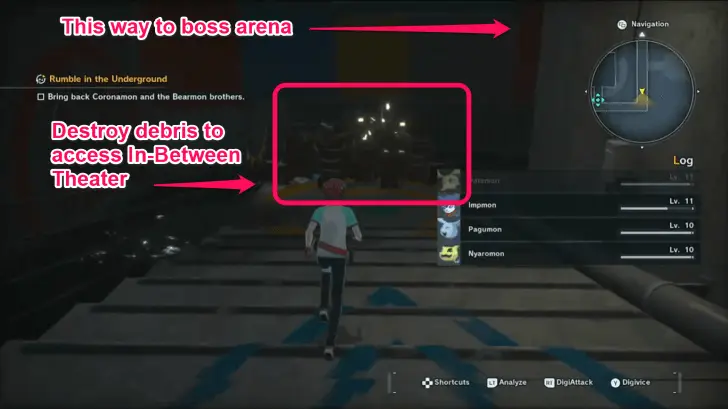 This way to boss arena
Navigation
Rumble in the Underground
Bring back Coronamon and the Bearmon brothers.
Destroy debris to
access In-Between
Theater
Log
Lv. 11
Impmon Lv. 11
Pagumon Lv. 10
Nyaromon Lv. 10
Shortcuts LT Analyze RS DigiAttack Y Digivice